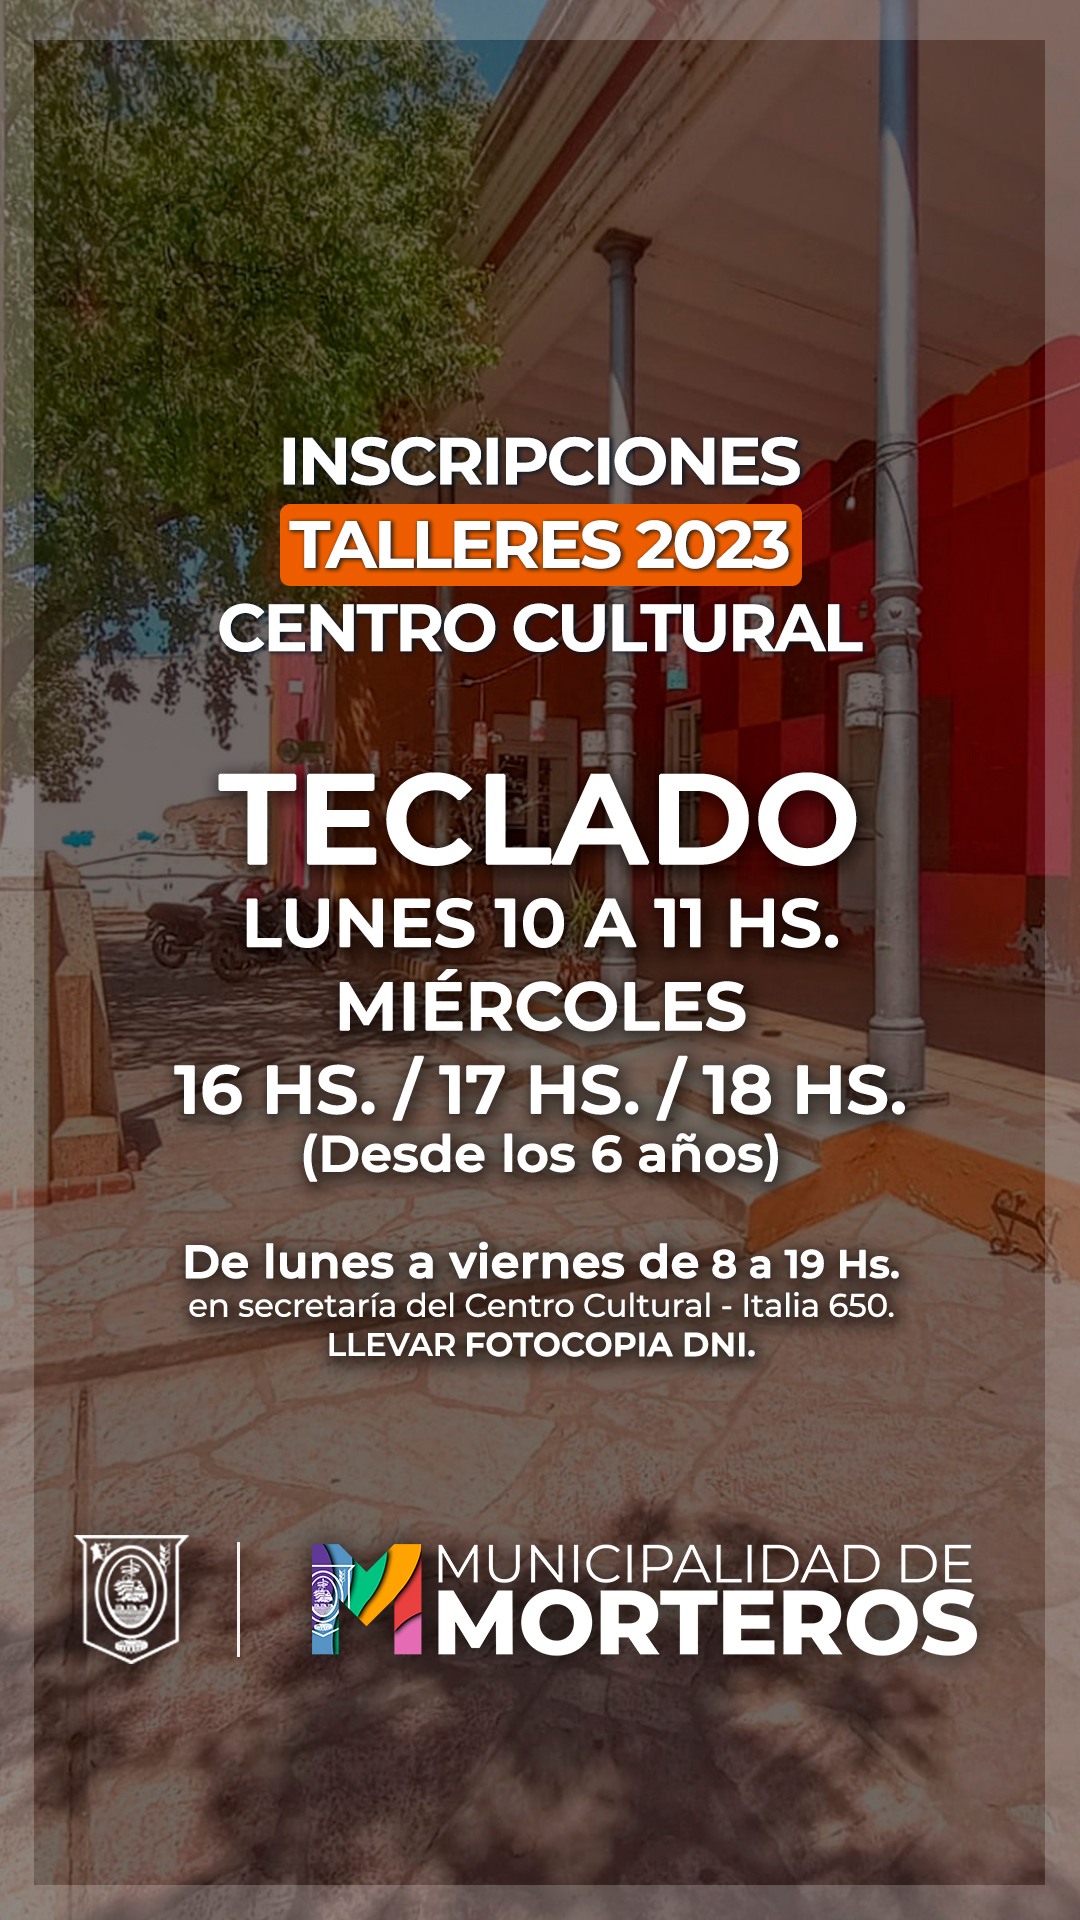 INSCRIPCIONES
TALLERES 2023
CENTRO CULTURAL
TECLADO
LUNES 10 A 11 HS.
MIÉRCOLES
16 HS. / 17 HS. / 18 HS.
(Desde los 6 años)
De lunes a viernes de 8 a 19 Hs.
en secretaría del Centro Cultural - Italia 650.
LLEVAR FOTOCOPIA DNI.
MUNICIPALIDAD DE
MORTEROS